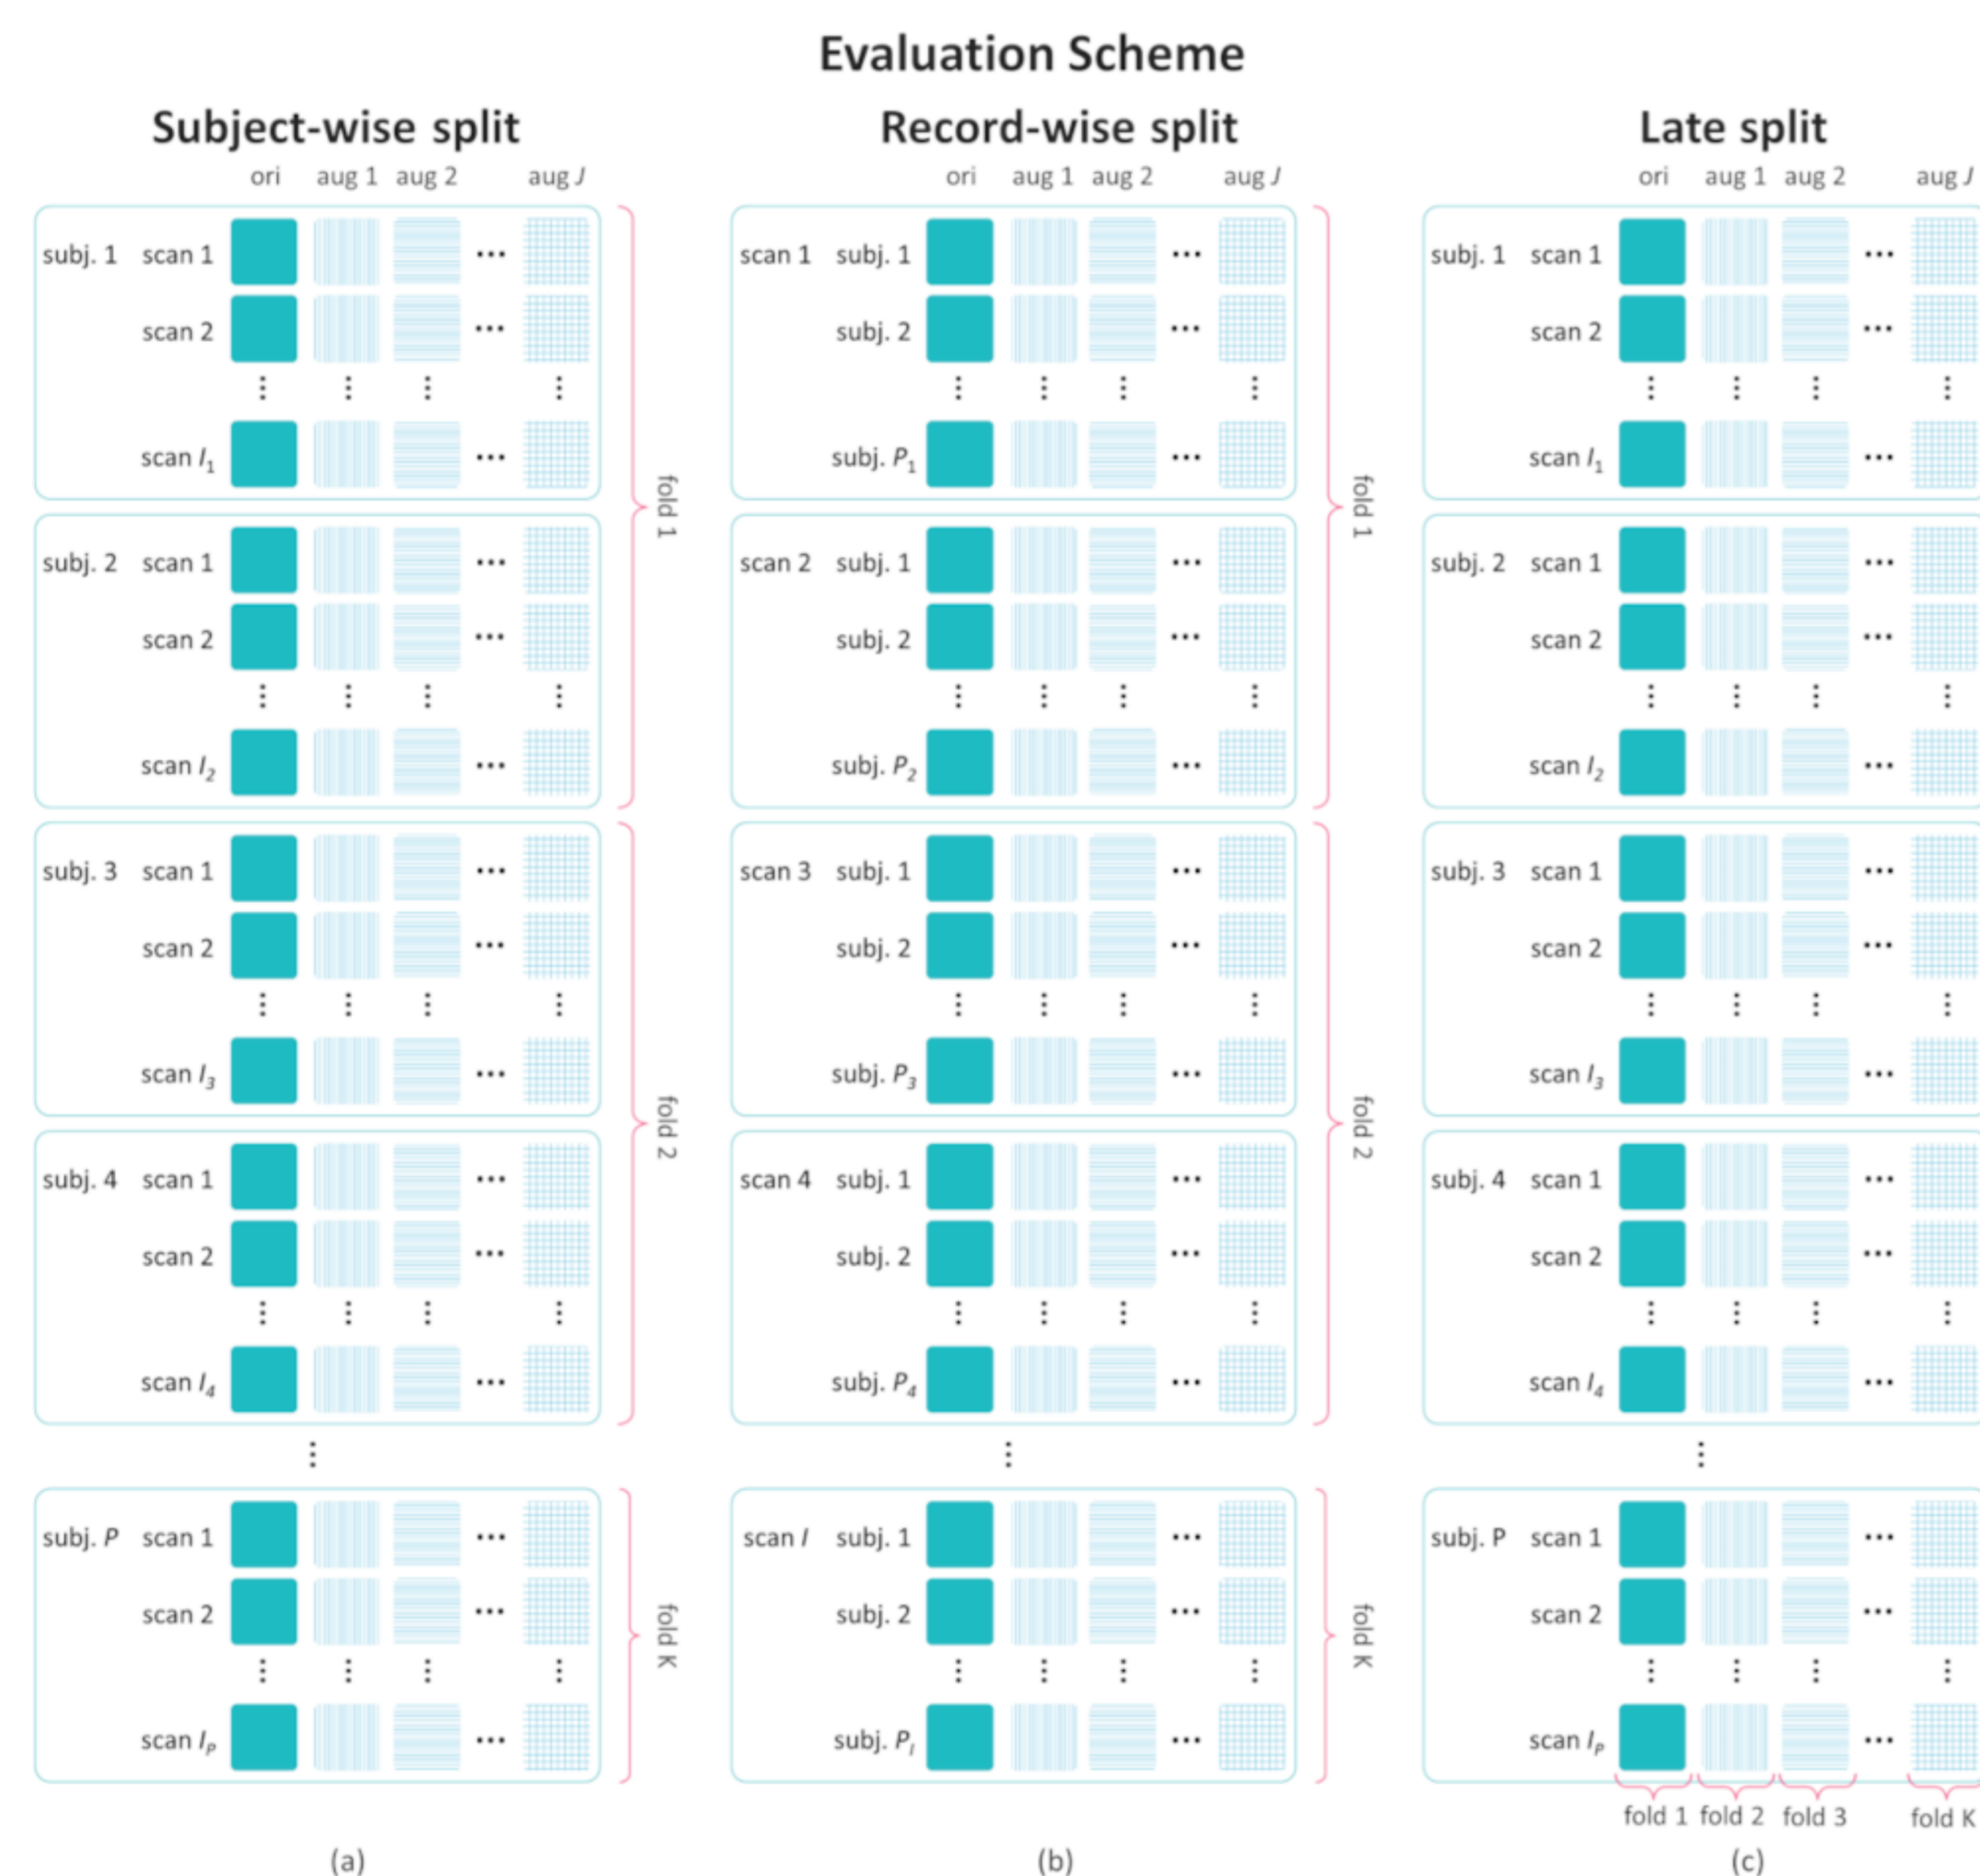 Evaluation Scheme
Subject-wise split
ori aug 1 aug 2 aug J
subj. 1 scan 1 ...
scan 2 ...
scan I1 ...
fold 1
subj. 2 scan 1 ...
scan 2 ...
scan I2 ...
subj. 3 scan 1 ...
scan 2 ...
scan I3 ...
fold 2
subj. 4 scan 1 ...
scan 2 ...
scan I4 ...
subj. P scan 1 ...
scan 2 ...
scan IP ...
fold K
(a)
Record-wise split
ori aug 1 aug 2 aug J
scan 1 subj. 1 ...
subj. 2 ...
subj. P1 ...
fold 1
scan 2 subj. 1 ...
subj. 2 ...
subj. P2 ...
scan 3 subj. 1 ...
subj. 2 ...
subj. P3 ...
fold 2
scan 4 subj. 1 ...
subj. 2 ...
subj. P4 ...
scan I subj. 1 ...
subj. 2 ...
subj. PI ...
fold K
(b)
Late split
ori aug 1 aug 2 aug J
subj. 1 scan 1 ...
scan 2 ...
scan I1 ...
subj. 2 scan 1 ...
scan 2 ...
scan I2 ...
subj. 3 scan 1 ...
scan 2 ...
scan I3 ...
subj. 4 scan 1 ...
scan 2 ...
scan I4 ...
subj. P scan 1 ...
scan 2 ...
scan IP ...
fold 1 fold 2 fold 3 fold K
(c)